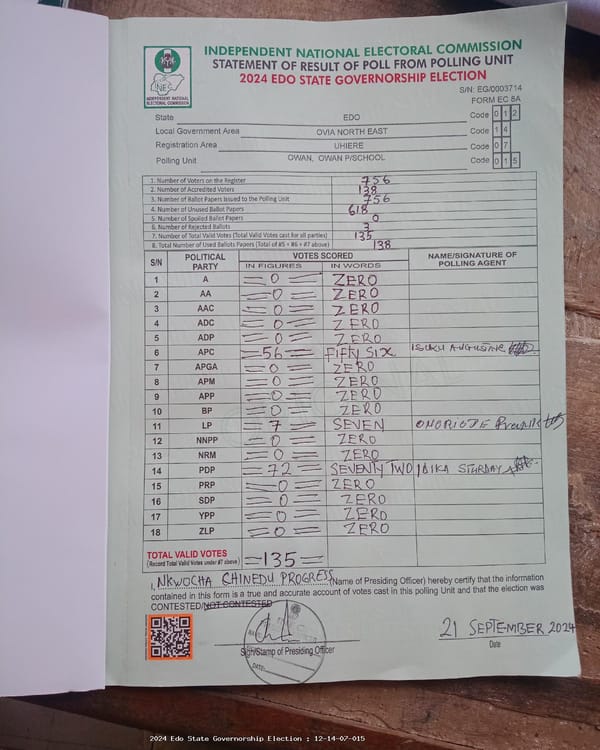 INDEPENDENT NATIONAL ELECTORAL COMMISSION
STATEMENT OF RESULT OF POLL FROM POLLING UNIT
2024 EDO STATE GOVERNORSHIP ELECTION
INEC
INDEPENDENT NATIONAL ELECTORAL COMMISSION
S/N: EG/0003714
FORM EC 8A
State EDO Code 0 1 2
Local Government Area OVIA NORTH EAST Code 1 4
Registration Area UHIERE Code 0 7
Polling Unit OWAN, OWAN P/SCHOOL Code 0 1 5
1. Number of Voters on the Register 756
2. Number of Accredited Voters 138
3. Number of Ballot Papers Issued to the Polling Unit 756
4. Number of Unused Ballot Papers 618
5. Number of Spoiled Ballot Papers 0
6. Number of Rejected Ballots 3
7. Number of Total Valid Votes (Total Valid Votes cast for all parties) 135
8. Total Number of Used Ballots Papers (Total of #5 + #6 + #7 above) 138
S/N POLITICAL PARTY VOTES SCORED NAME/SIGNATURE OF POLLING AGENT
IN FIGURES IN WORDS
1 A 0 ZERO
2 AA 0 ZERO
3 AAC 0 ZERO
4 ADC 0 ZERO
5 ADP 0 ZERO
6 APC 56 FIFTY SIX AUGUSTINE
7 APGA 0 ZERO
8 APM 0 ZERO
9 APP 0 ZERO
10 BP 0 ZERO
11 LP 7 SEVEN
12 NNPP 0 ZERO
13 NRM 0 ZERO
14 PDP 72 SEVENTY TWO
15 PRP 0 ZERO
16 SDP 0 ZERO
17 YPP 0 ZERO
18 ZLP 0 ZERO
TOTAL VALID VOTES 135
(Record Total Valid Votes under #7 above)
I, NKWOCHA CHINEDU PROGRESS (Name of Presiding Officer) hereby certify that the information
contained in this form is a true and accurate account of votes cast in this polling Unit and that the election was
CONTESTED/NOT CONTESTED
21 SEPTEMBER 2024
Sign/Stamp of Presiding Officer Date
DATE:
2024 Edo State Governorship Election : 12-14-07-015